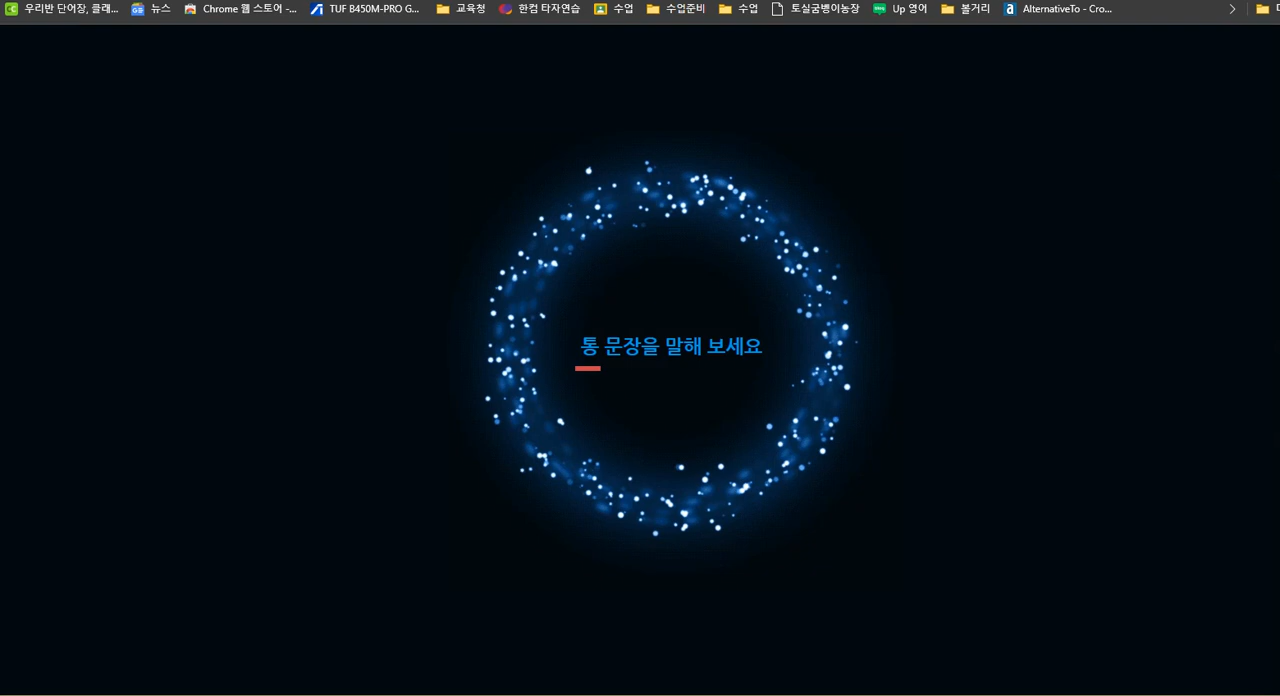 우리반 단어장, 클래... 뉴스 Chrome 웹 스토어 -... TUF B450M-PRO G... 교육청 한컴 타자연습 수업 수업준비 수업 토실굼벵이농장 Up 영어 볼거리 AlternativeTo - Cro...
통 문장을 말해 보세요